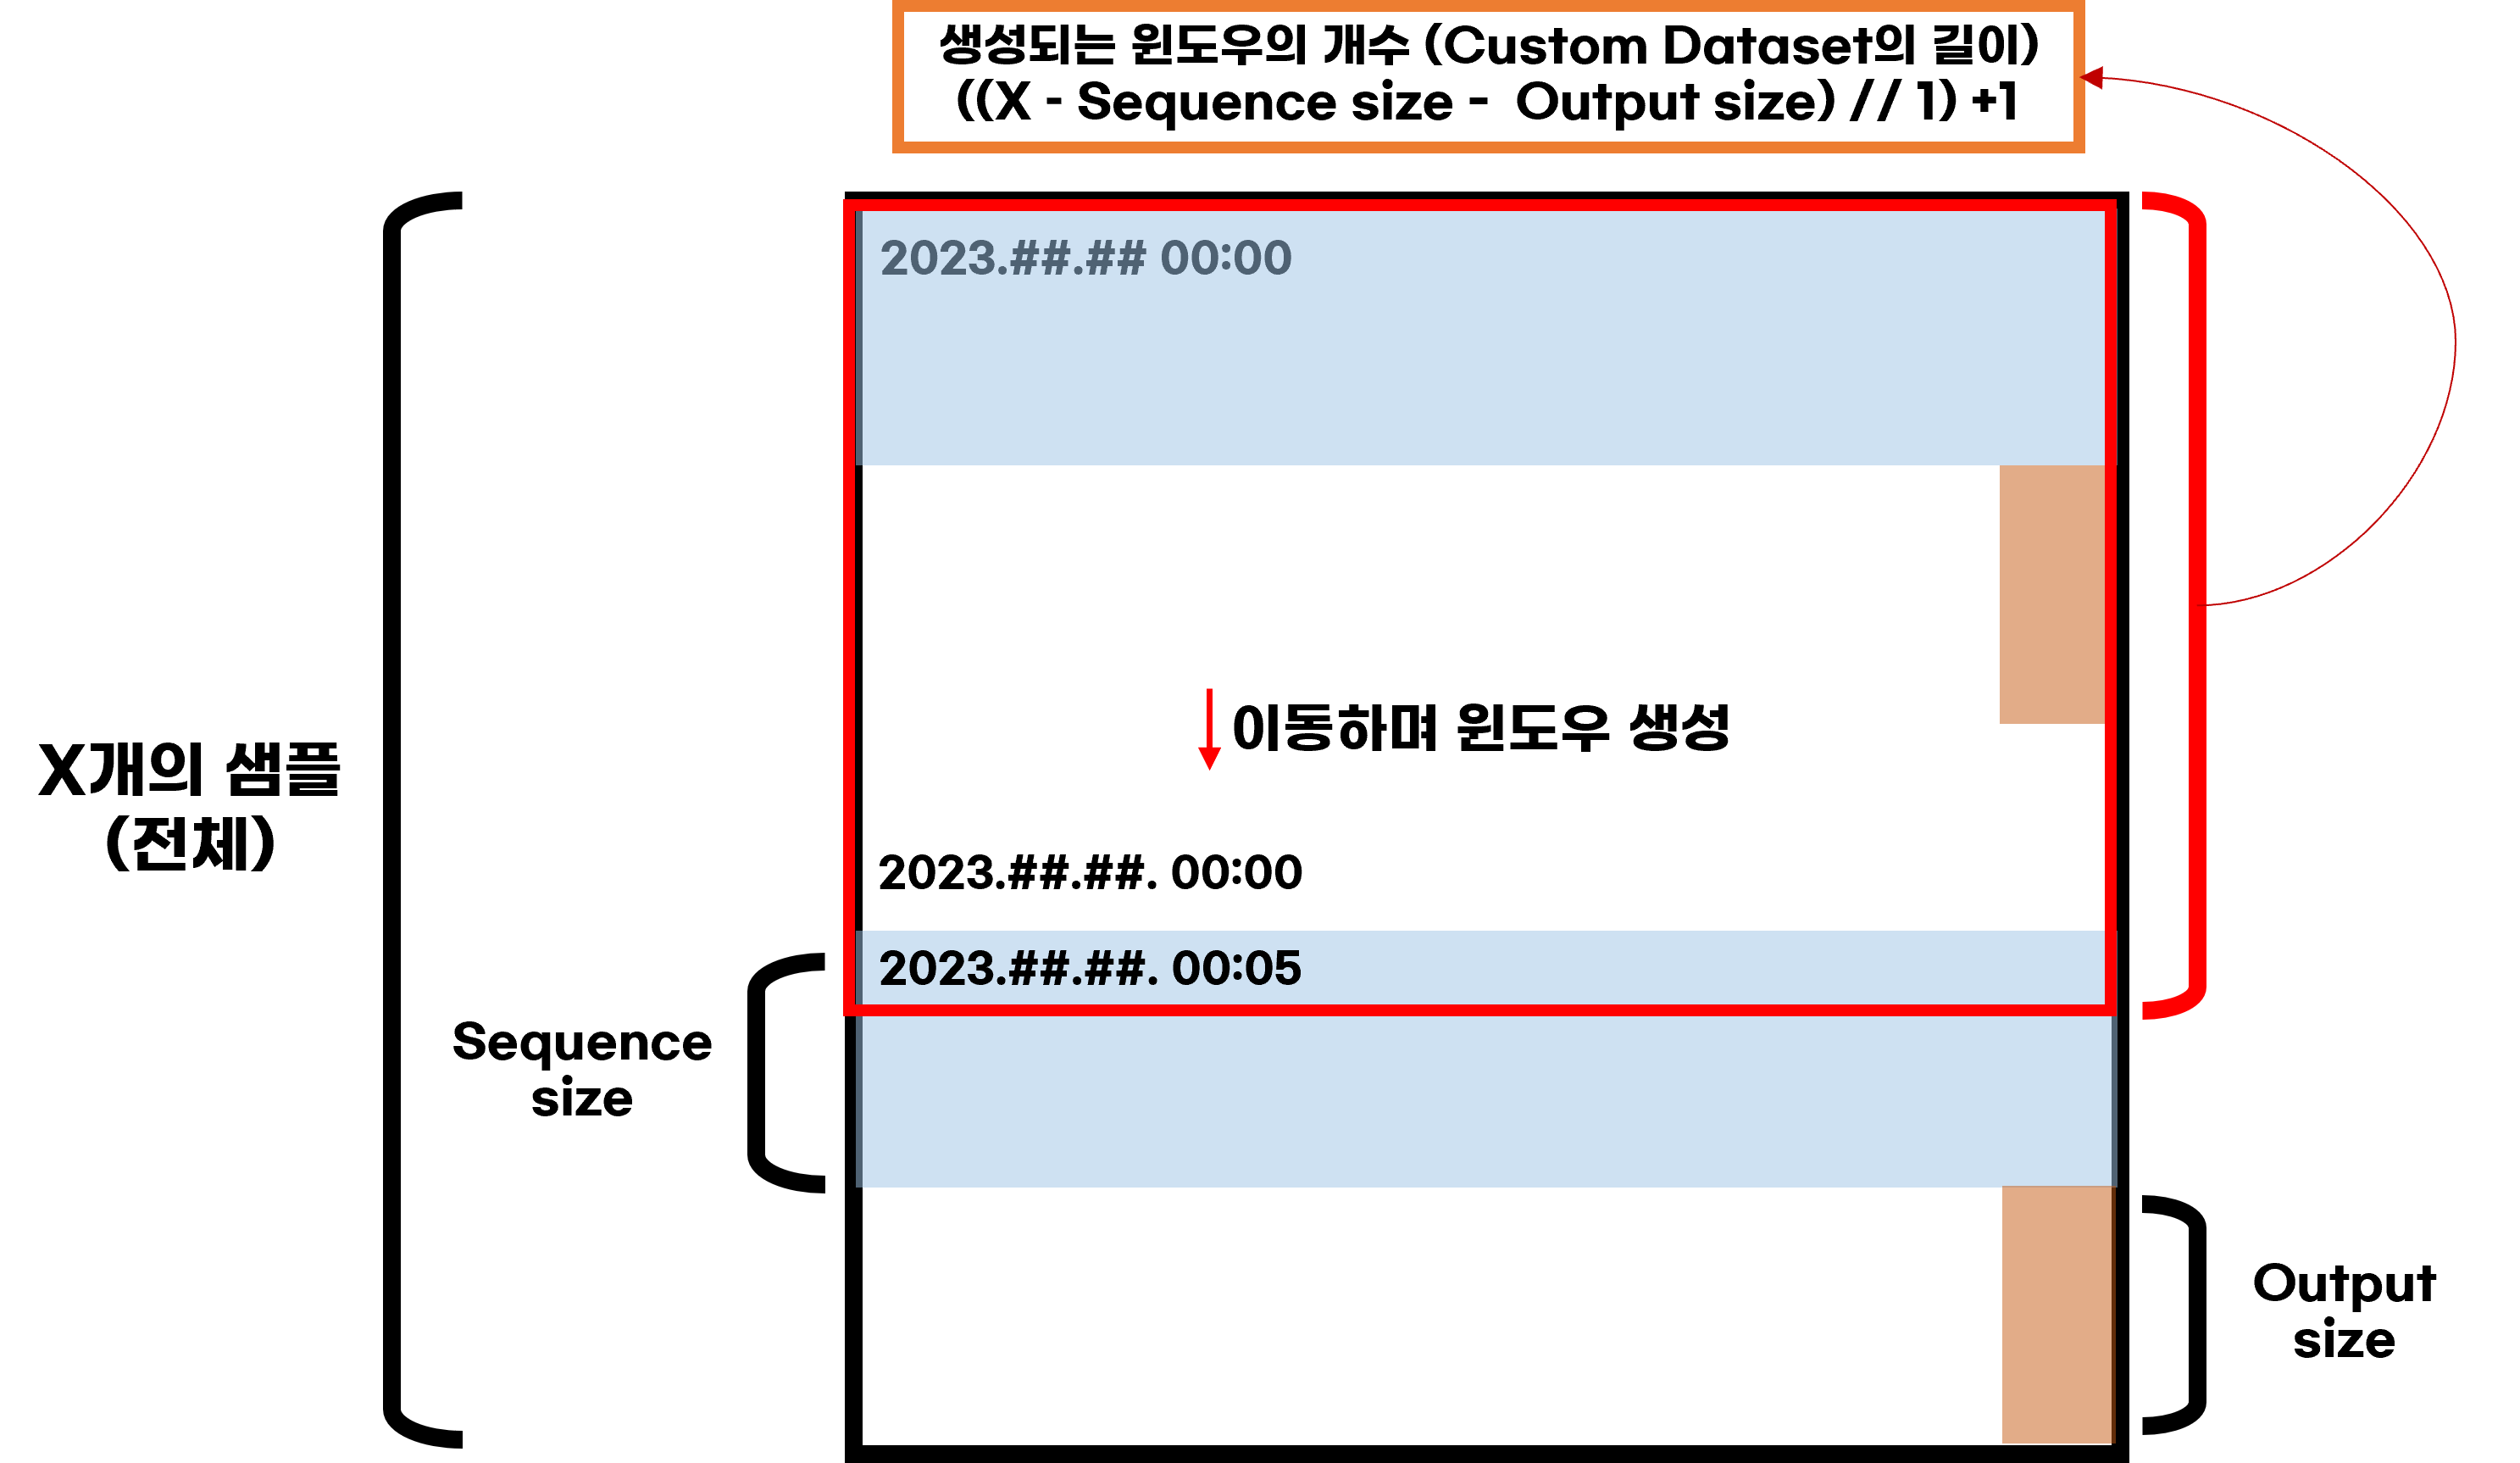 생성되는 윈도우의 개수 (Custom Dataset의 길이)
((X - Sequence size - Output size) // 1) +1
2023.##.## 00:00
이동하며 윈도우 생성
X개의 샘플
(전체)
2023.##.##. 00:00
2023.##.##. 00:05
Sequence
size
Output
size